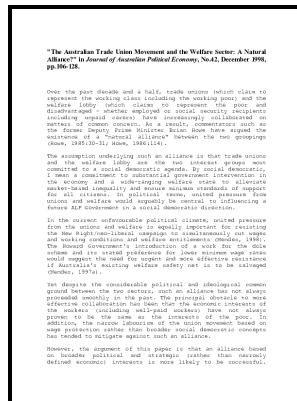 "The Australian Trade Union Movement and the Welfare Sector: A Natural
Alliance?" in Journal of Australian Political Economy, No.42, December 1998,
pp.106-128.
Over the past decade and a half, trade unions (which claim to
represent the working class including the working poor) and the
welfare lobby (which claims to represent the poor and
disadvantaged - whether employed or social security recipients
including unpaid carers) have increasingly collaborated on
matters of common concern. As a result, commentators such as
the former Deputy Prime Minister Brian Howe have argued the
existence of a "natural alliance" between the two groupings
(Howe, 1985:30-31; Howe, 1986:114).
The assumption underlying such an alliance is that trade unions
and the welfare lobby are the two interest groups most
committed to a social democratic agenda. By social democratic,
I mean a commitment to substantial government intervention in
the economy and a wide-ranging welfare state to alleviate
market-based inequality and ensure minimum standards of support
for all citizens. In political terms, united pressure from
unions and welfare would arguably be central to influencing a
future ALP Government in a social democratic direction.
In the current unfavourable political climate, united pressure
from the unions and welfare is equally important for resisting
the New Right/neo-liberal campaign to simultaneously cut wages
and working conditions and welfare entitlements (Mendes, 1998).
The Howard Government's introduction of a work for the dole
scheme and its stated preference for lower minimum wage rates
would suggest the need for urgent and more effective resistance
if Australia's existing welfare safety net is to be salvaged
(Mendes, 1997a).
Yet despite the considerable political and ideological common
ground between the two sectors, such an alliance has not always
proceeded smoothly in the past. The principal obstacle to more
effective collaboration has been that the economic interests of
the workers (including well-paid workers) have not always
proven to be the same as the interests of the poor. In
addition, the narrow labourism of the union movement based on
wage protection rather than broader social democratic concepts
has tended to mitigate against such an alliance.
However, the argument of this paper is that an alliance based
on broader political and strategic (rather than narrowly
defined economic) interests is more likely to be successful.